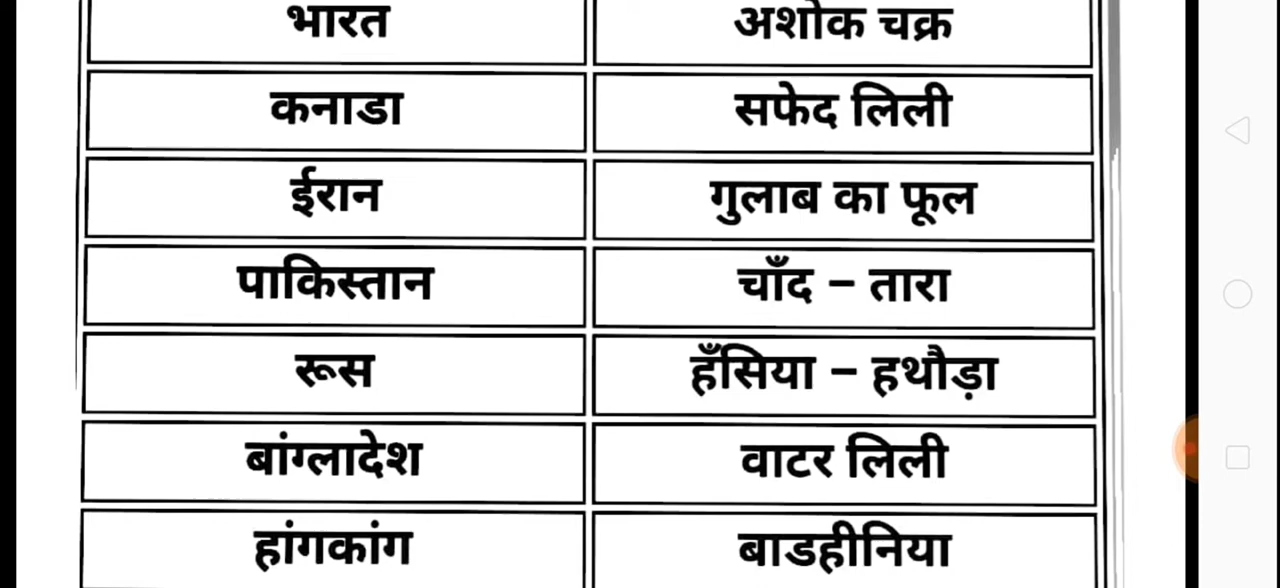 भारत अशोक चक्र
कनाडा सफेद लिली
ईरान गुलाब का फूल
पाकिस्तान चाँद – तारा
रूस हँसिया – हथौड़ा
बांग्लादेश वाटर लिली
हांगकांग बाडहीनिया